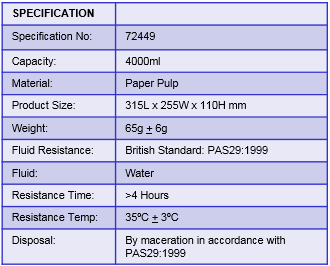 SPECIFICATION
Specification No: 72449
Capacity: 4000ml
Material: Paper Pulp
Product Size: 315L x 255W x 110H mm
Weight: 65g ± 6g
Fluid Resistance: British Standard: PAS29:1999
Fluid: Water
Resistance Time: >4 Hours
Resistance Temp: 35ºC ± 3ºC
Disposal: By maceration in accordance with
PAS29:1999